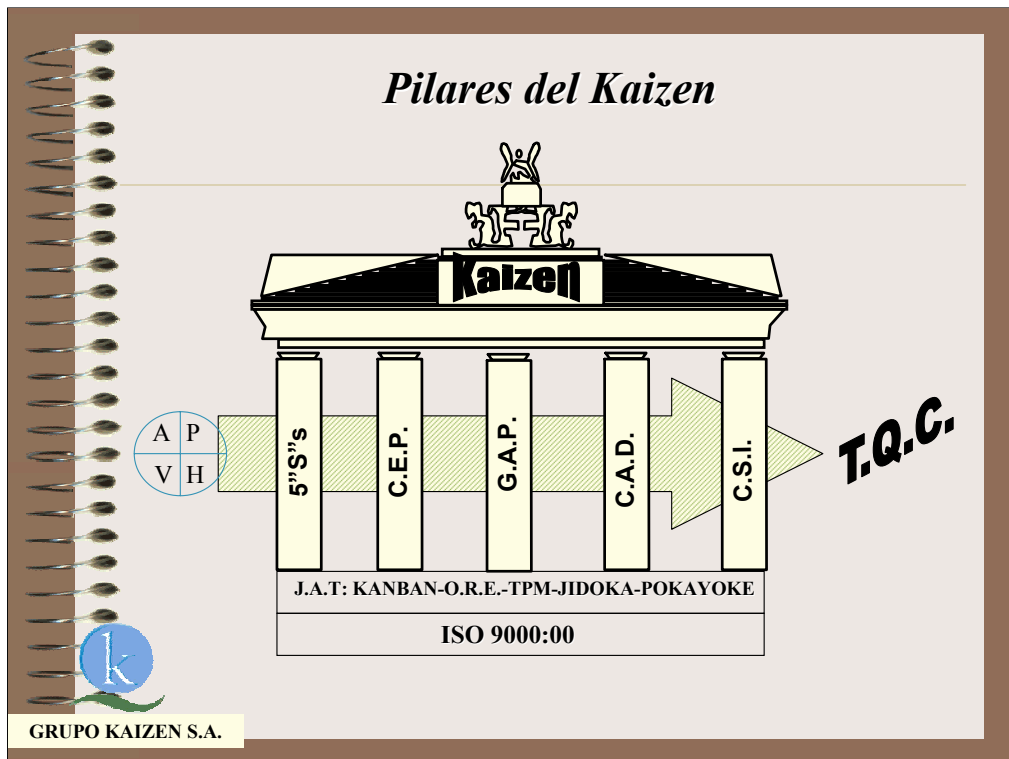 Pilares del Kaizen
Kaizen
A P
V H
5”S”s
C.E.P.
G.A.P.
C.A.D.
C.S.I.
T.Q.C.
J.A.T: KANBAN-O.R.E.-TPM-JIDOKA-POKAYOKE
ISO 9000:00
k
GRUPO KAIZEN S.A.